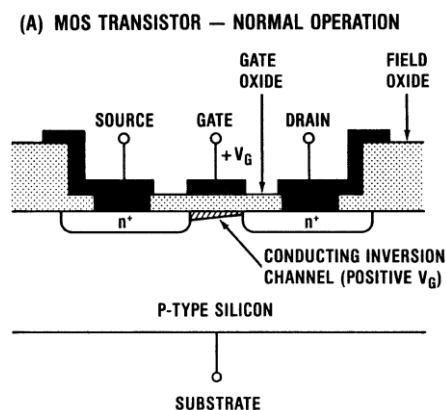 (A) MOS TRANSISTOR — NORMAL OPERATION
GATE
OXIDE
FIELD
OXIDE
SOURCE
GATE
DRAIN
+VG
n+
n+
CONDUCTING INVERSION
CHANNEL (POSITIVE VG)
P-TYPE SILICON
SUBSTRATE